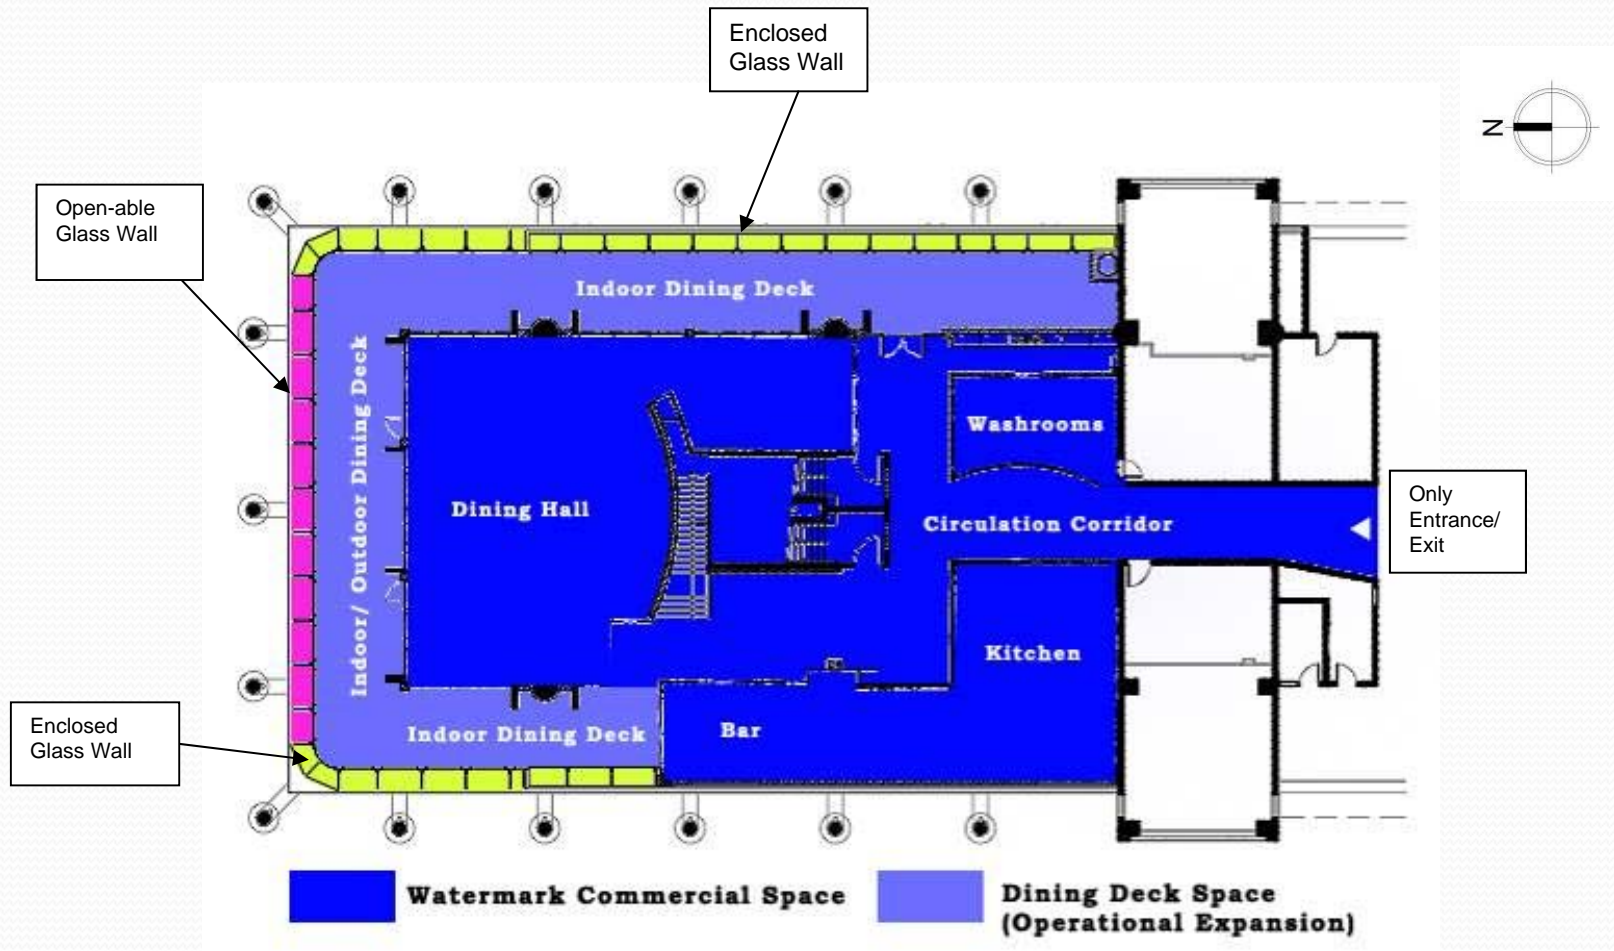 Enclosed
Glass Wall
N
Open-able
Glass Wall
Indoor Dining Deck
Indoor/ Outdoor Dining Deck
Washrooms
Dining Hall
Circulation Corridor
Only
Entrance/
Exit
Kitchen
Enclosed
Glass Wall
Indoor Dining Deck
Bar
Watermark Commercial Space
Dining Deck Space
(Operational Expansion)